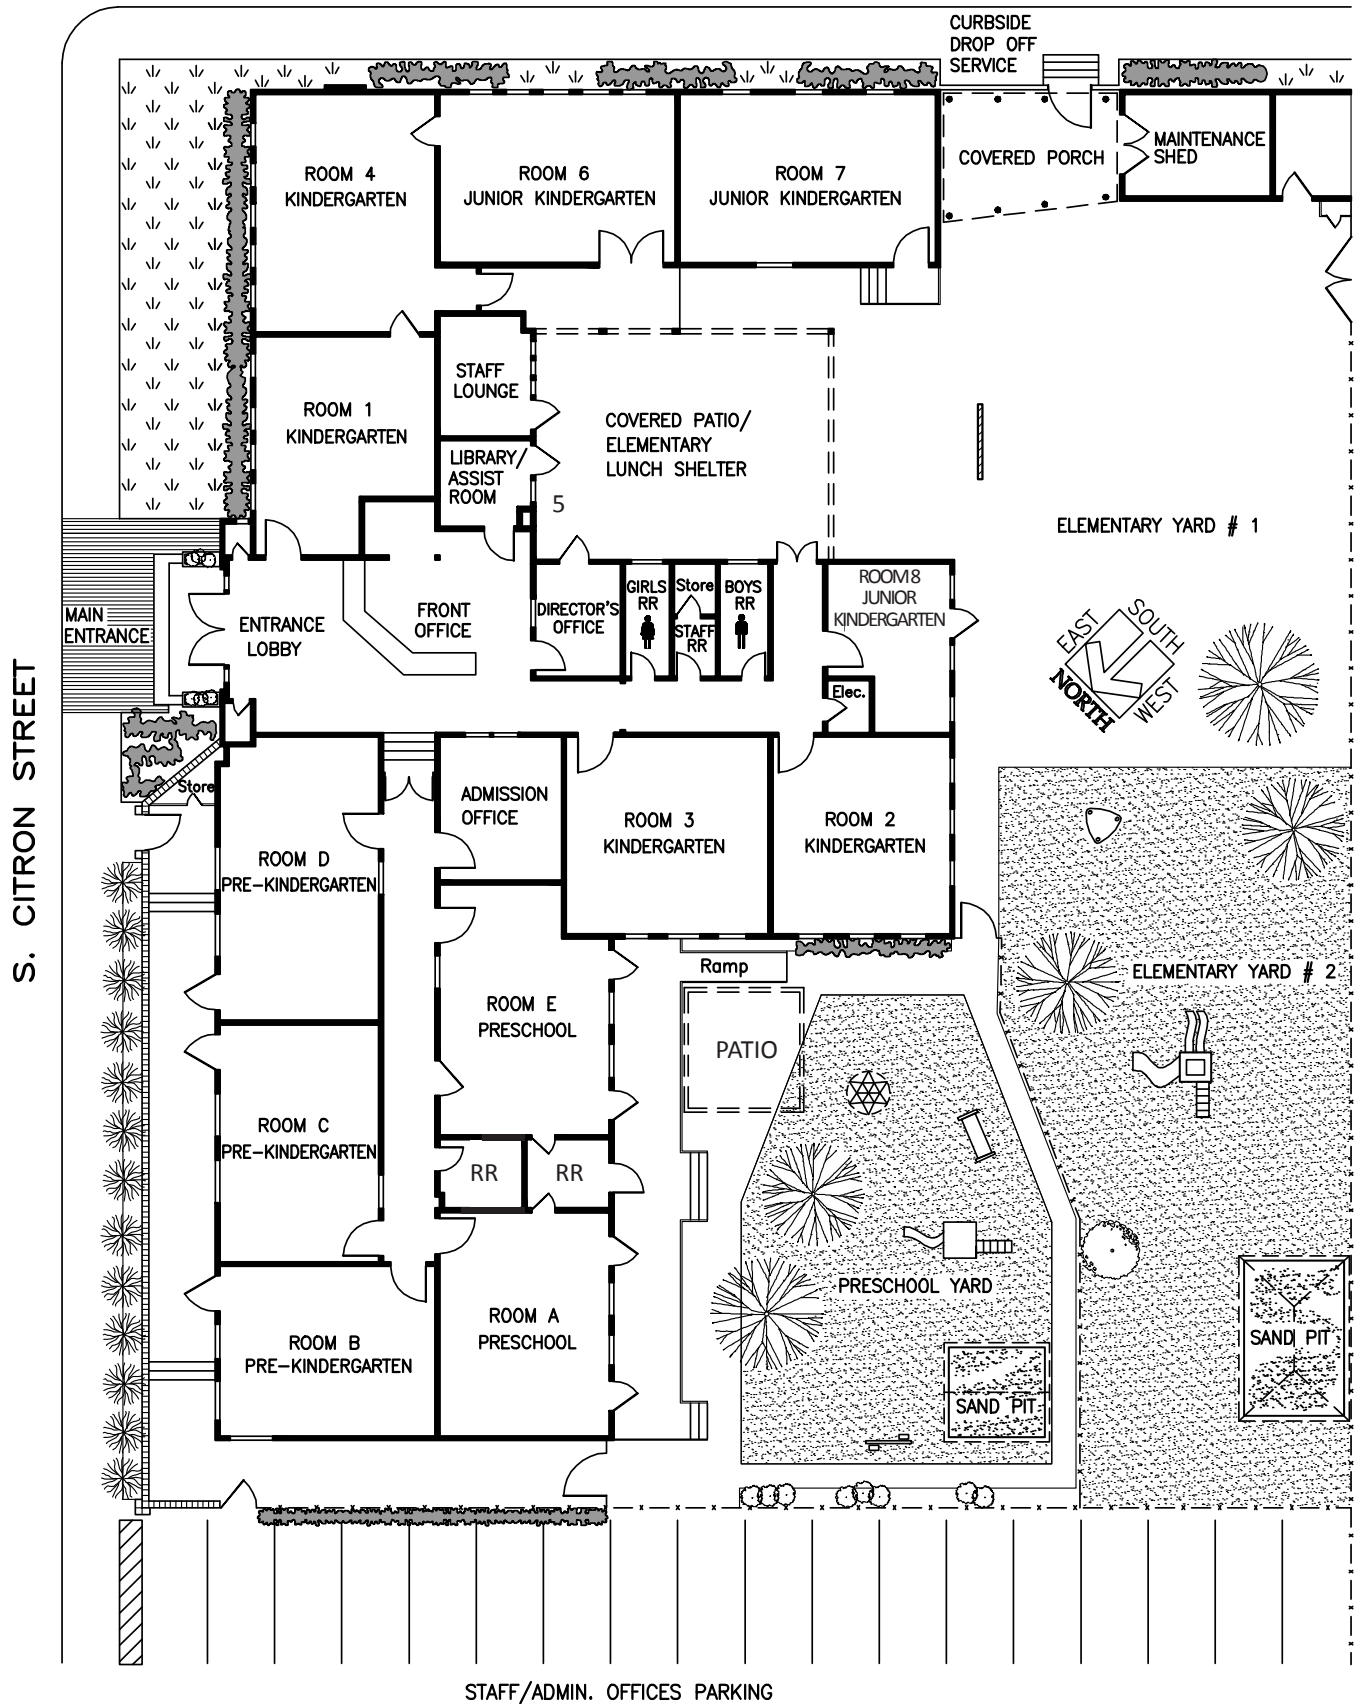 CURBSIDE
DROP OFF
SERVICE
ROOM 4
KINDERGARTEN
ROOM 6
JUNIOR KINDERGARTEN
ROOM 7
JUNIOR KINDERGARTEN
COVERED PORCH
MAINTENANCE
SHED
STAFF
LOUNGE
ROOM 1
KINDERGARTEN
COVERED PATIO/
ELEMENTARY
LUNCH SHELTER
LIBRARY/
ASSIST
ROOM
5
ELEMENTARY YARD # 1
MAIN
ENTRANCE
ENTRANCE
LOBBY
FRONT
OFFICE
DIRECTOR'S
OFFICE
GIRLS
RR
Store
STAFF
RR
BOYS
RR
ROOM 8
JUNIOR
KINDERGARTEN
Elec.
EAST
SOUTH
NORTH
WEST
S. CITRON STREET
Store
ADMISSION
OFFICE
ROOM 3
KINDERGARTEN
ROOM 2
KINDERGARTEN
ROOM D
PRE-KINDERGARTEN
Ramp
ELEMENTARY YARD # 2
ROOM E
PRESCHOOL
PATIO
ROOM C
PRE-KINDERGARTEN
RR
RR
PRESCHOOL YARD
ROOM B
PRE-KINDERGARTEN
ROOM A
PRESCHOOL
SAND PIT
SAND PIT
STAFF/ADMIN. OFFICES PARKING